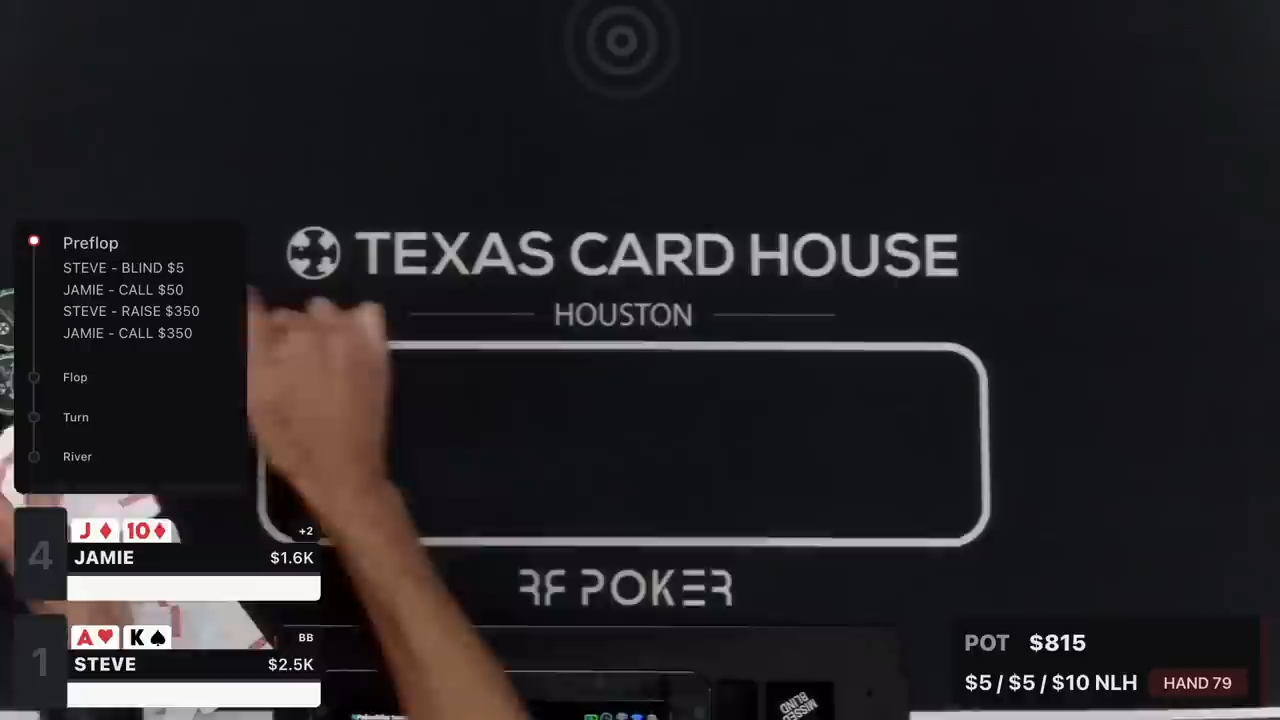 TEXAS CARD HOUSE
HOUSTON
Preflop
STEVE - BLIND $5
JAMIE - CALL $50
STEVE - RAISE $350
JAMIE - CALL $350
Flop
Turn
River
4
J ♦ 10 ♦
+2
JAMIE
$1.6K
1
A ♥ K ♠
BB
STEVE
$2.5K
RF POKER
MISSED BLIND
POT $815
$5 / $5 / $10 NLH
HAND 79